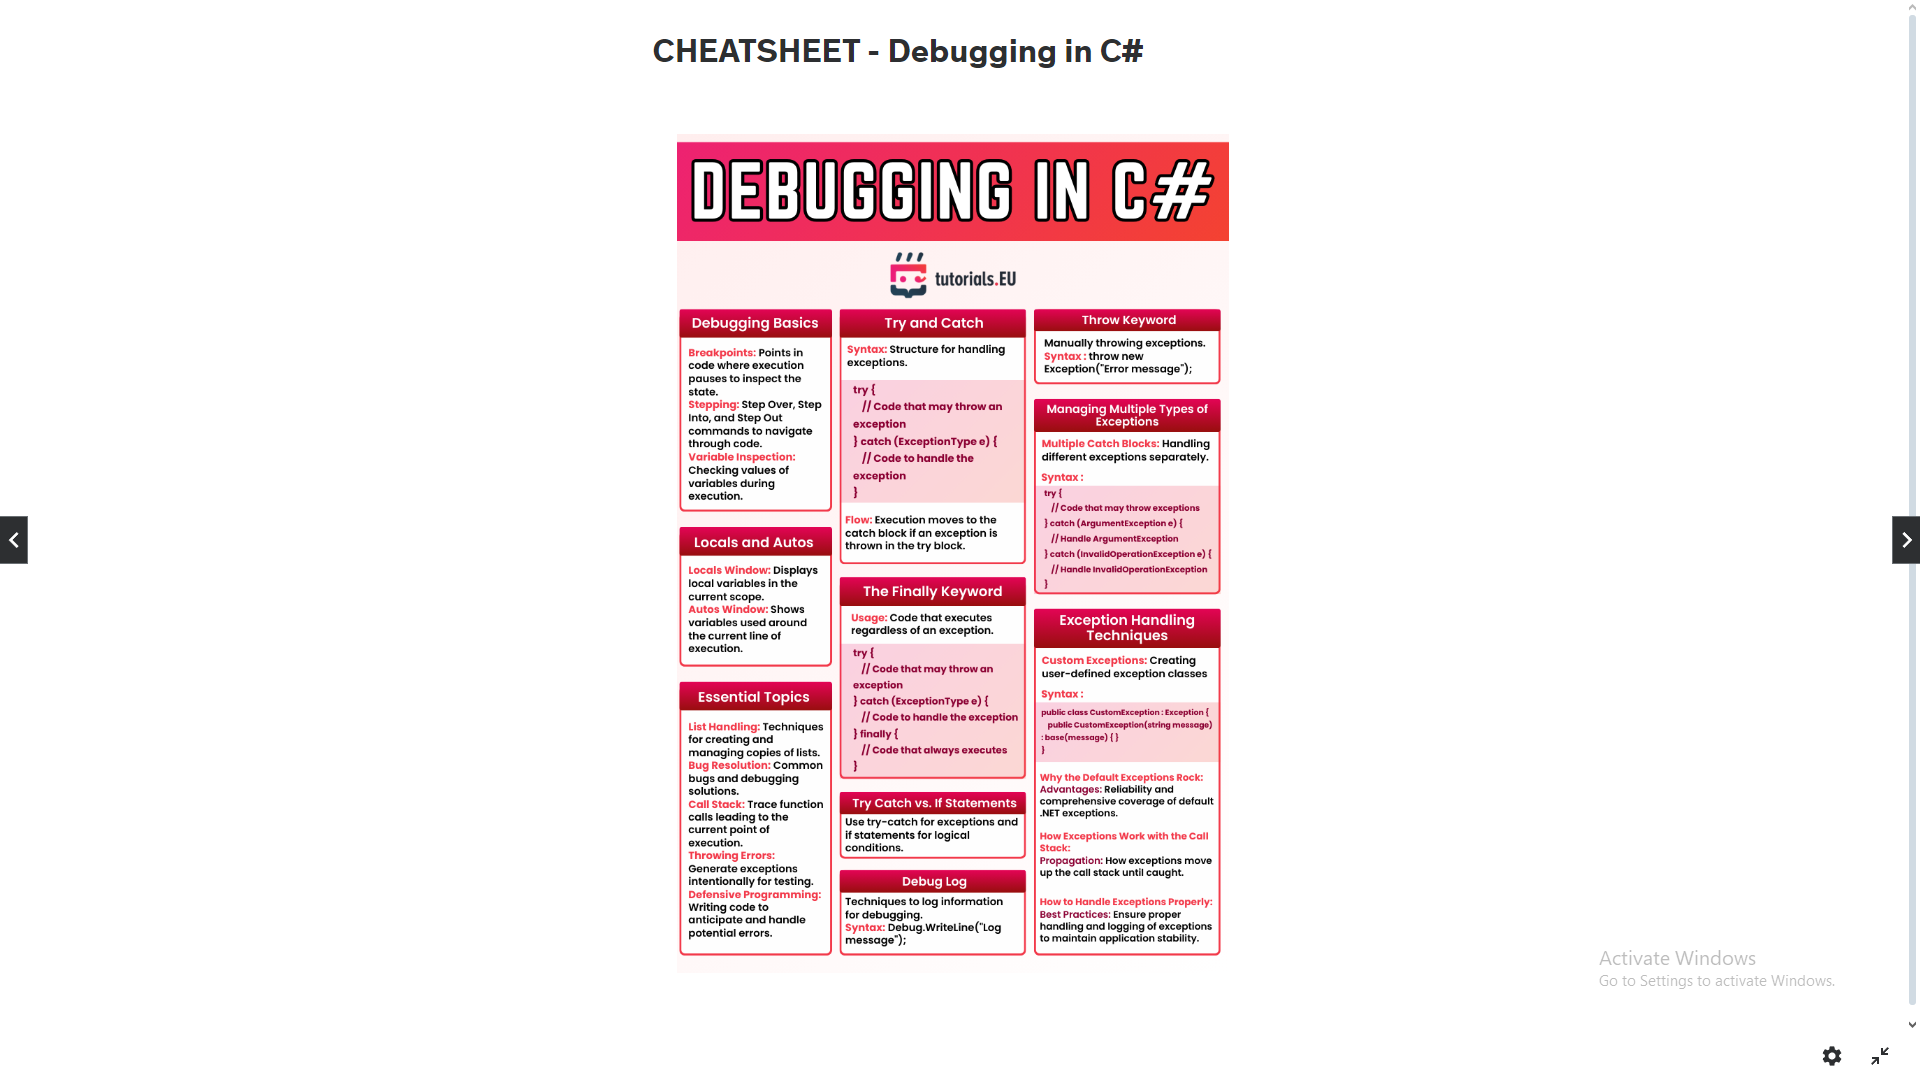 CHEATSHEET - Debugging in C#
DEBUGGING IN C#
tutorials.EU
Debugging Basics
Breakpoints: Points in
code where execution
pauses to inspect the
state.
Stepping: Step Over, Step
Into, and Step Out
commands to navigate
through code.
Variable Inspection:
Checking values of
variables during
execution.
Locals and Autos
Locals Window: Displays
local variables in the
current scope.
Autos Window: Shows
variables used around
the current line of
execution.
Essential Topics
List Handling: Techniques
for creating and
managing copies of lists.
Bug Resolution: Common
bugs and debugging
solutions.
Call Stack: Trace function
calls leading to the
current point of
execution.
Throwing Errors:
Generate exceptions
intentionally for testing.
Defensive Programming:
Writing code to
anticipate and handle
potential errors.
Try and Catch
Syntax: Structure for handling
exceptions.
try {
// Code that may throw an
exception
} catch (ExceptionType e) {
// Code to handle the
exception
}
Flow: Execution moves to the
catch block if an exception is
thrown in the try block.
The Finally Keyword
Usage: Code that executes
regardless of an exception.
try {
// Code that may throw an
exception
} catch (ExceptionType e) {
// Code to handle the exception
} finally {
// Code that always executes
}
Try Catch vs. If Statements
Use try-catch for exceptions and
if statements for logical
conditions.
Debug Log
Techniques to log information
for debugging.
Syntax: Debug.WriteLine("Log
message");
Throw Keyword
Manually throwing exceptions.
Syntax : throw new
Exception("Error message");
Managing Multiple Types of
Exceptions
Multiple Catch Blocks: Handling
different exceptions separately.
Syntax :
try {
// Code that may throw exceptions
} catch (ArgumentException e) {
// Handle ArgumentException
} catch (InvalidOperationException e) {
// Handle InvalidOperationException
}
Exception Handling
Techniques
Custom Exceptions: Creating
user-defined exception classes
Syntax :
public class CustomException : Exception {
public CustomException(string message)
: base(message) { }
}
Why the Default Exceptions Rock:
Advantages: Reliability and
comprehensive coverage of default
.NET exceptions.
How Exceptions Work with the Call
Stack:
Propagation: How exceptions move
up the call stack until caught.
How to Handle Exceptions Properly:
Best Practices: Ensure proper
handling and logging of exceptions
to maintain application stability.
Activate Windows
Go to Settings to activate Windows.